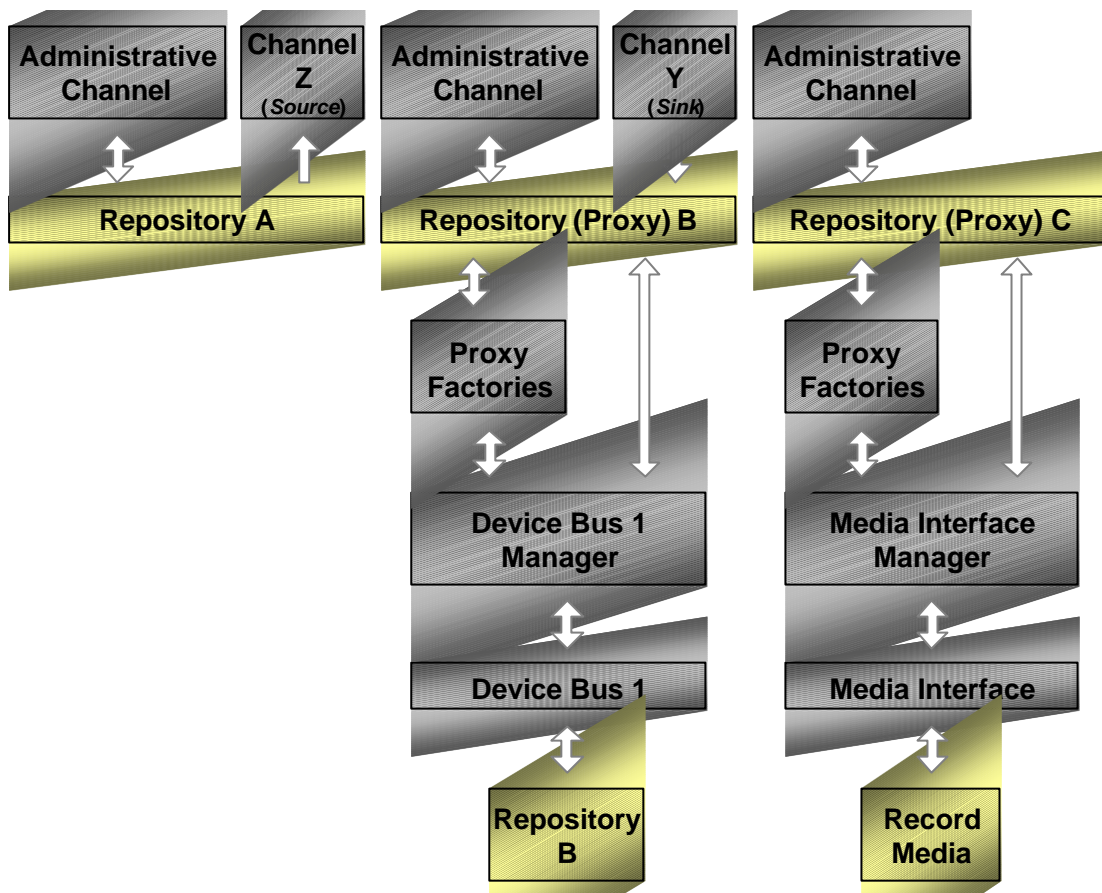 Administrative
Channel
Channel
Z
(Source)
Administrative
Channel
Channel
Y
(Sink)
Administrative
Channel
Repository A
Repository (Proxy) B
Repository (Proxy) C
Proxy
Factories
Proxy
Factories
Device Bus 1
Manager
Media Interface
Manager
Device Bus 1
Media Interface
Repository
B
Record
Media